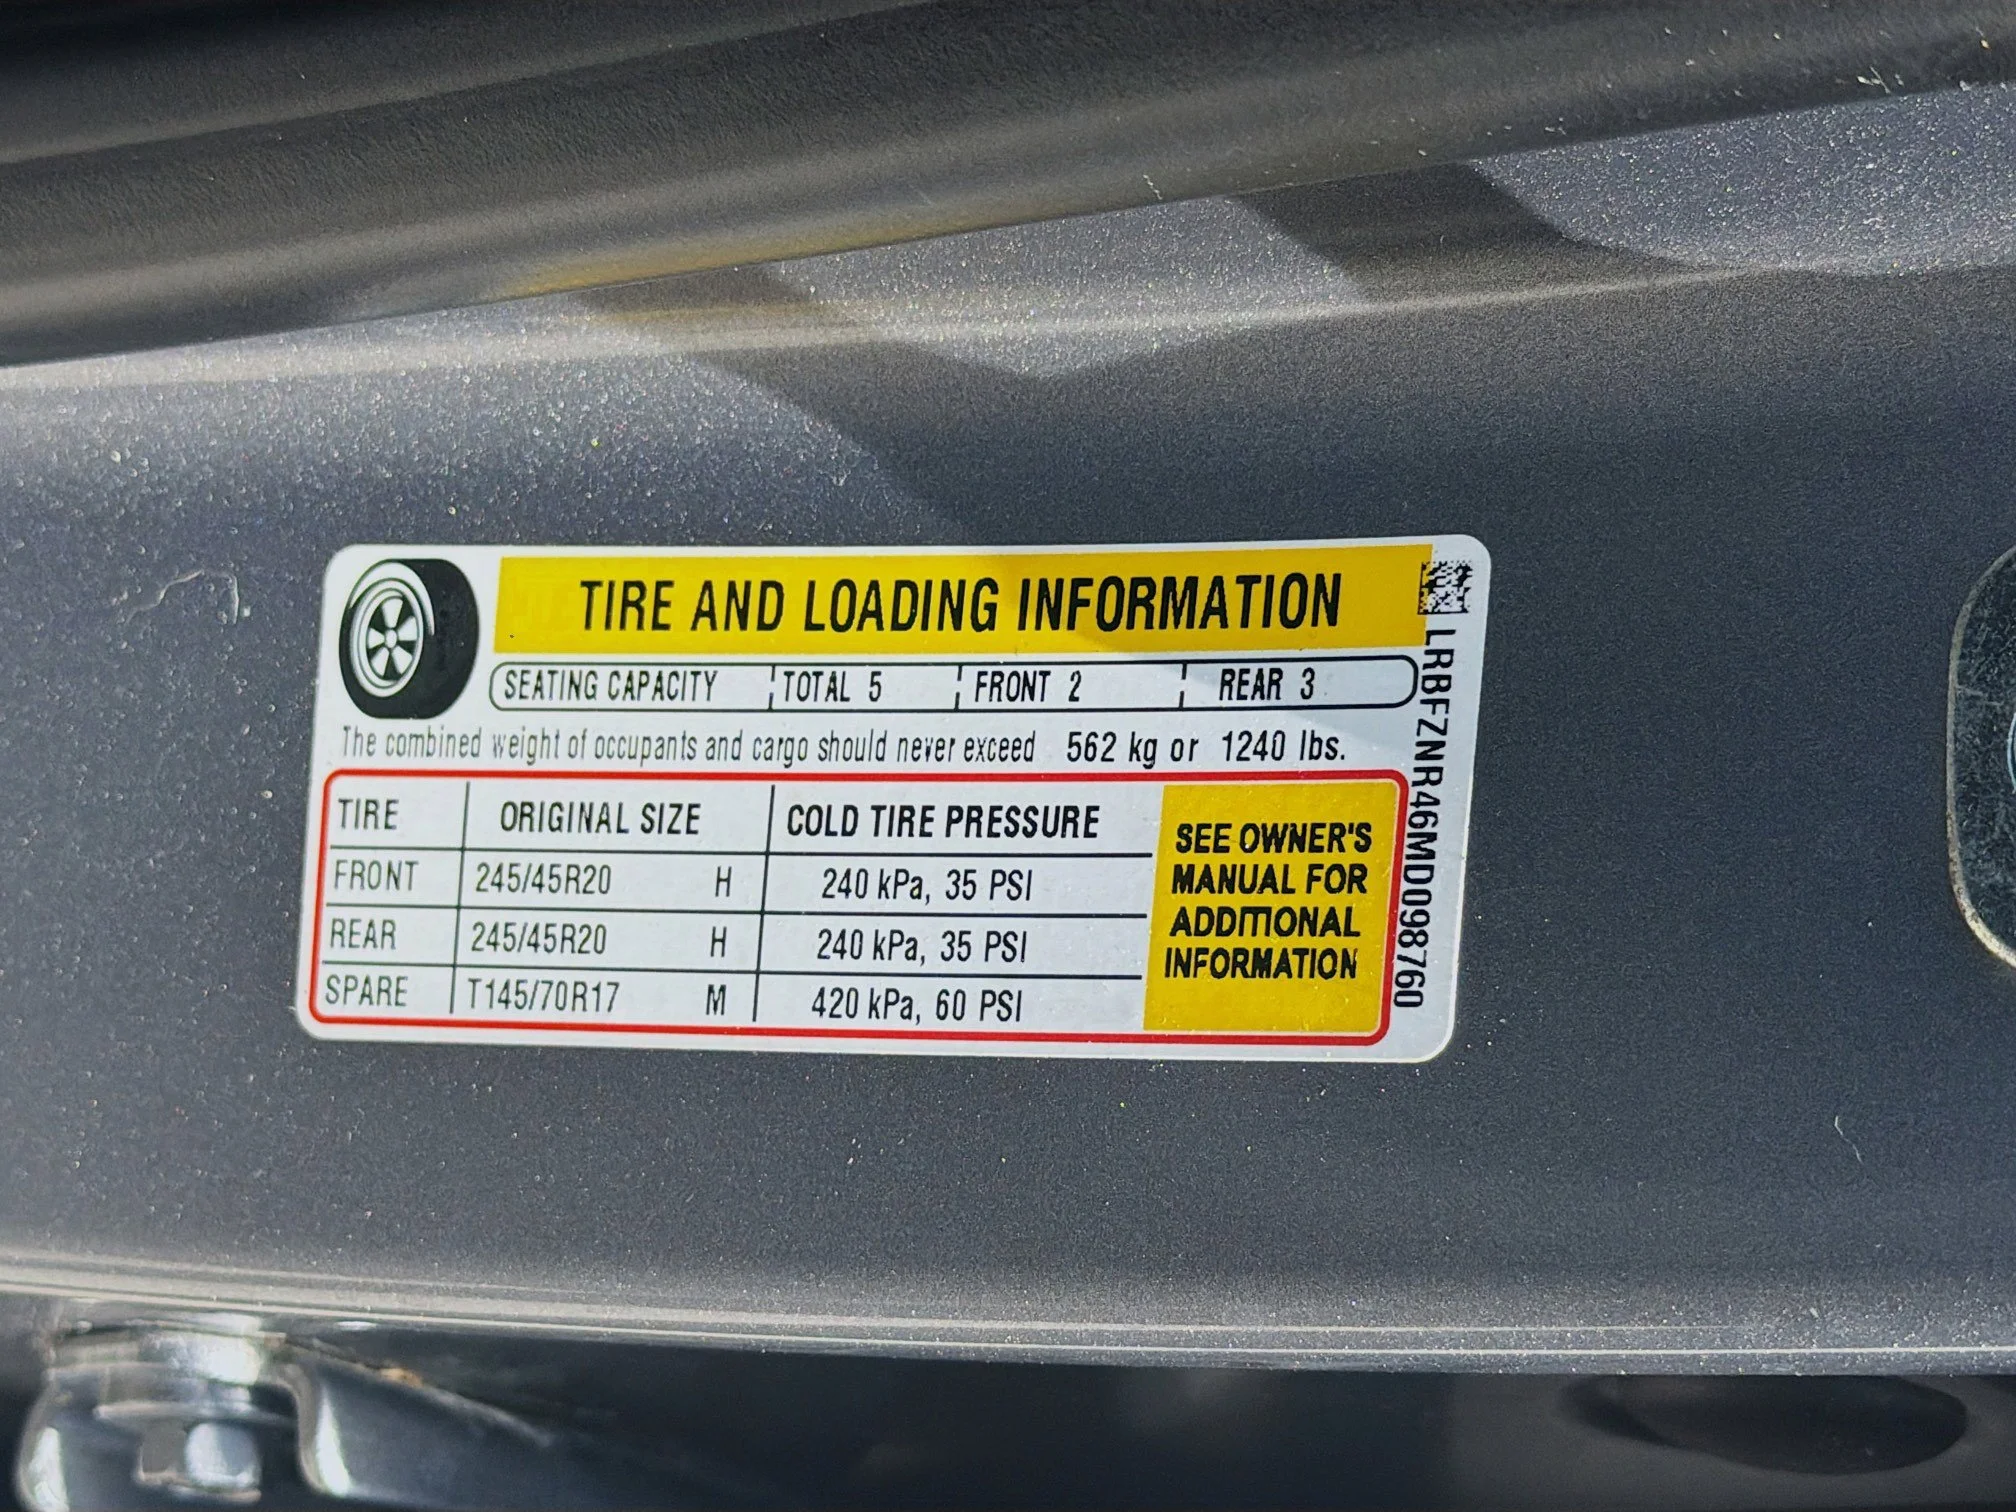 TIRE AND LOADING INFORMATION
SEATING CAPACITY TOTAL 5 FRONT 2 REAR 3
The combined weight of occupants and cargo should never exceed 562 kg or 1240 lbs.
TIRE ORIGINAL SIZE COLD TIRE PRESSURE
FRONT 245/45R20 H 240 kPa, 35 PSI
REAR 245/45R20 H 240 kPa, 35 PSI
SPARE T145/70R17 M 420 kPa, 60 PSI
SEE OWNER'S
MANUAL FOR
ADDITIONAL
INFORMATION
LRBFZNR46MD098760